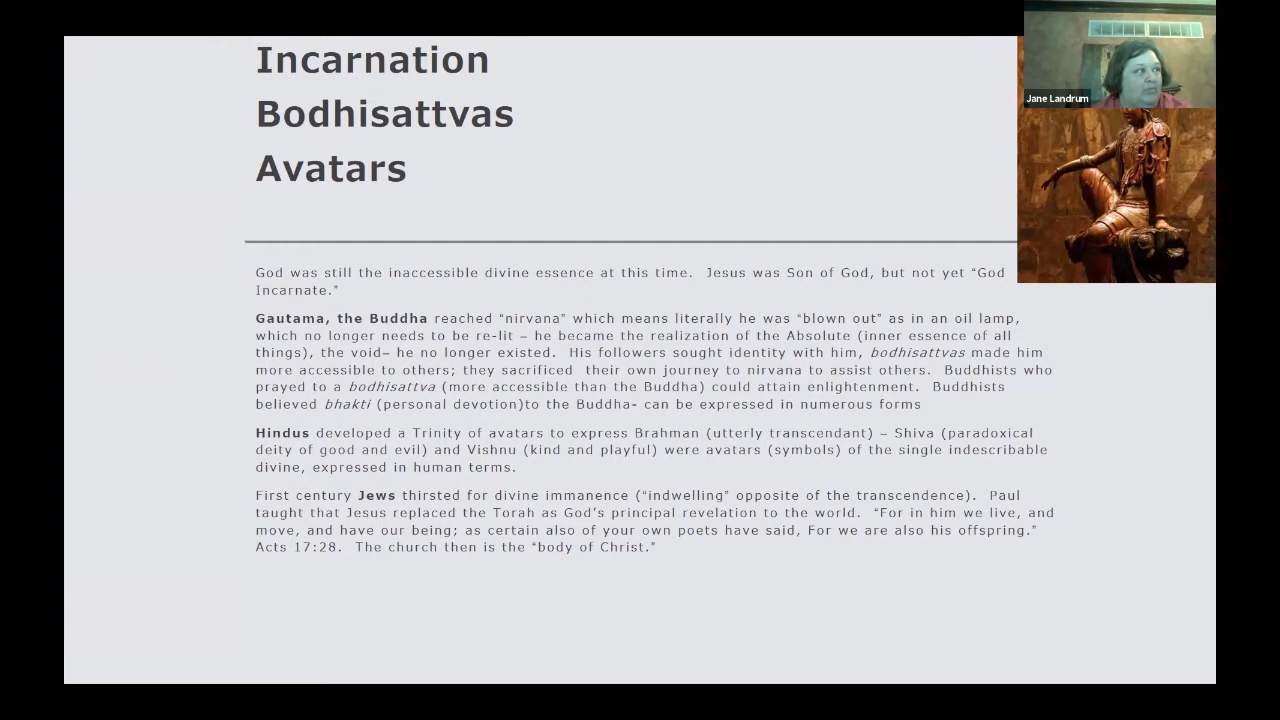 Incarnation
Bodhisattvas
Avatars
Jane Landrum
God was still the inaccessible divine essence at this time.  Jesus was Son of God, but not yet “God
Incarnate.”
Gautama, the Buddha reached “nirvana” which means literally he was “blown out” as in an oil lamp,
which no longer needs to be re-lit – he became the realization of the Absolute (inner essence of all
things), the void– he no longer existed.  His followers sought identity with him, bodhisattvas made him
more accessible to others; they sacrificed  their own journey to nirvana to assist others.  Buddhists who
prayed to a bodhisattva (more accessible than the Buddha) could attain enlightenment.  Buddhists
believed bhakti (personal devotion)to the Buddha- can be expressed in numerous forms
Hindus developed a Trinity of avatars to express Brahman (utterly transcendant) – Shiva (paradoxical
deity of good and evil) and Vishnu (kind and playful) were avatars (symbols) of the single indescribable
divine, expressed in human terms.
First century Jews thirsted for divine immanence (“indwelling” opposite of the transcendence).  Paul
taught that Jesus replaced the Torah as God’s principal revelation to the world.  “For in him we live, and
move, and have our being; as certain also of your own poets have said, For we are also his offspring.”
Acts 17:28.  The church then is the “body of Christ.”